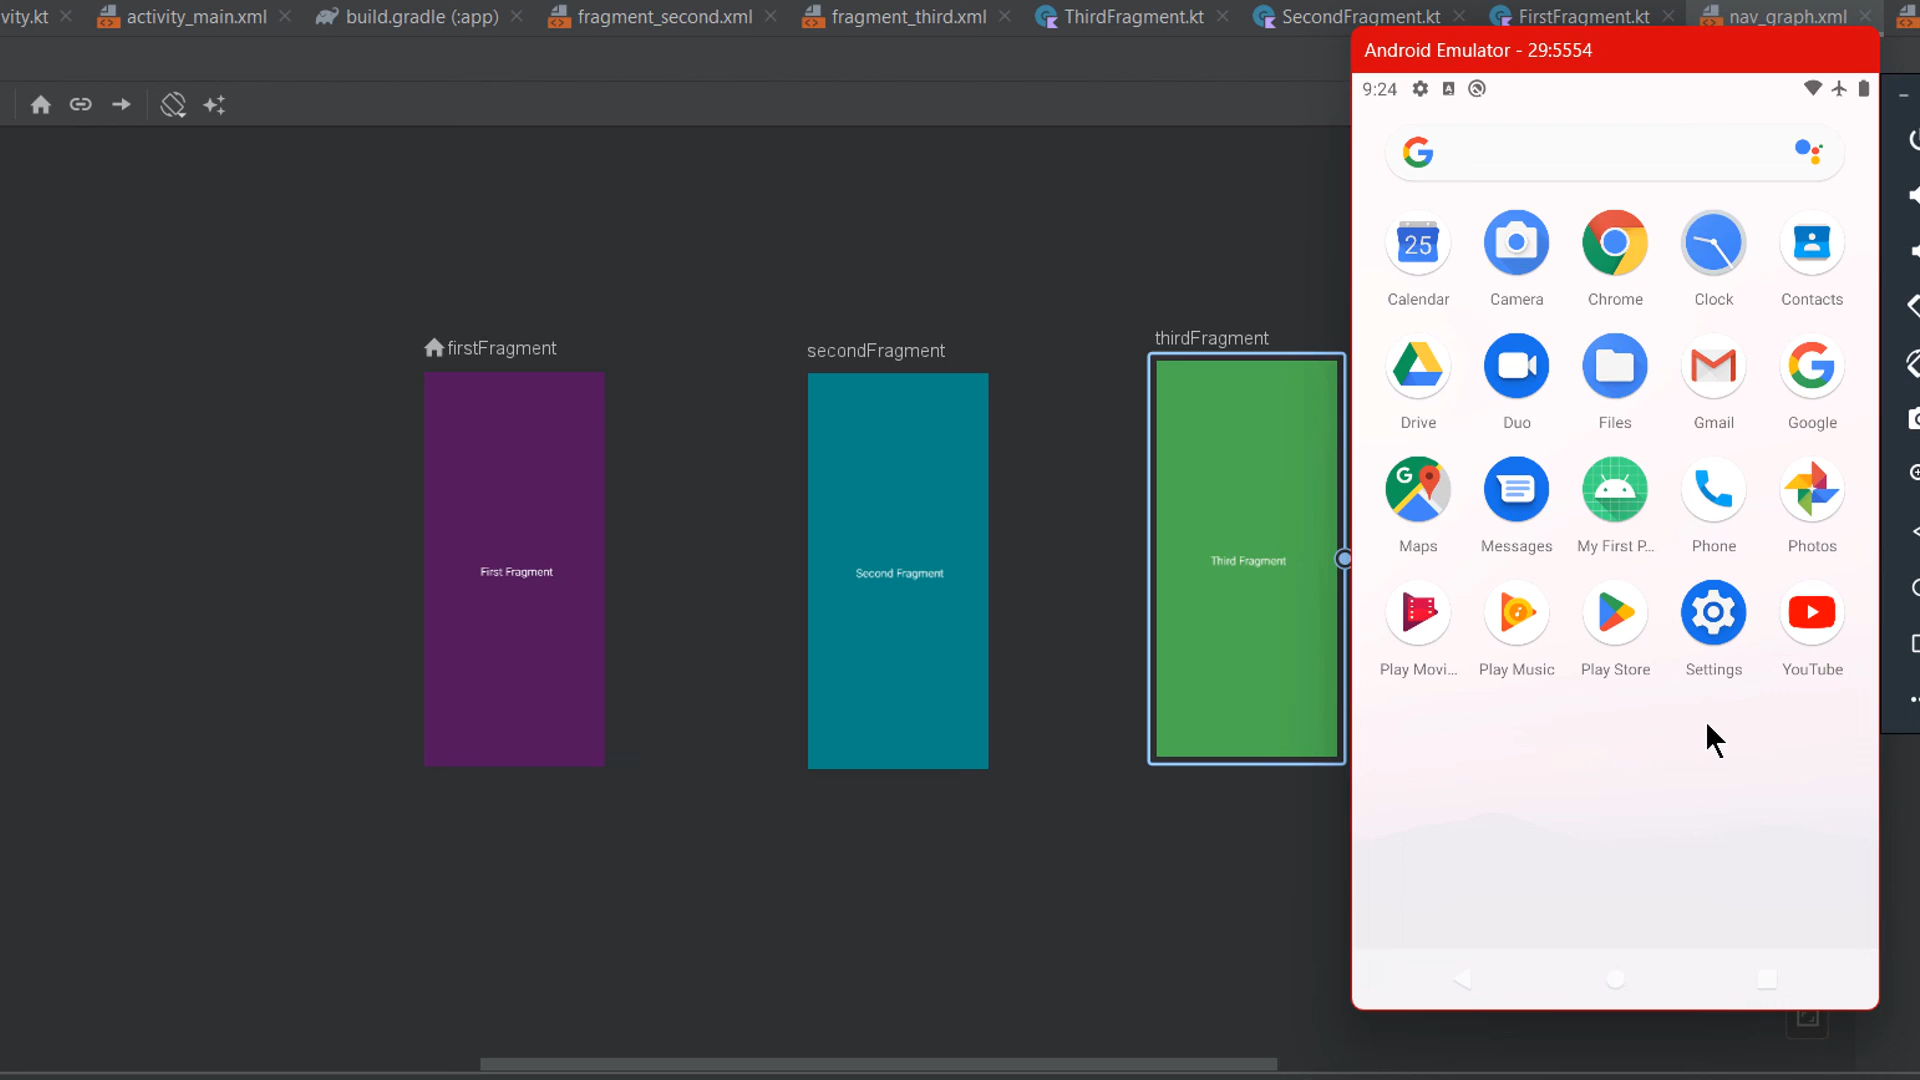 vity.kt activity_main.xml build.gradle (:app) fragment_second.xml fragment_third.xml ThirdFragment.kt SecondFragment.kt FirstFragment.kt nav_graph.xml
Android Emulator - 29:5554
9:24
firstFragment
First Fragment
secondFragment
Second Fragment
thirdFragment
Third Fragment
25
Calendar Camera Chrome Clock Contacts
Drive Duo Files Gmail Google
Maps Messages My First P... Phone Photos
Play Movi... Play Music Play Store Settings YouTube